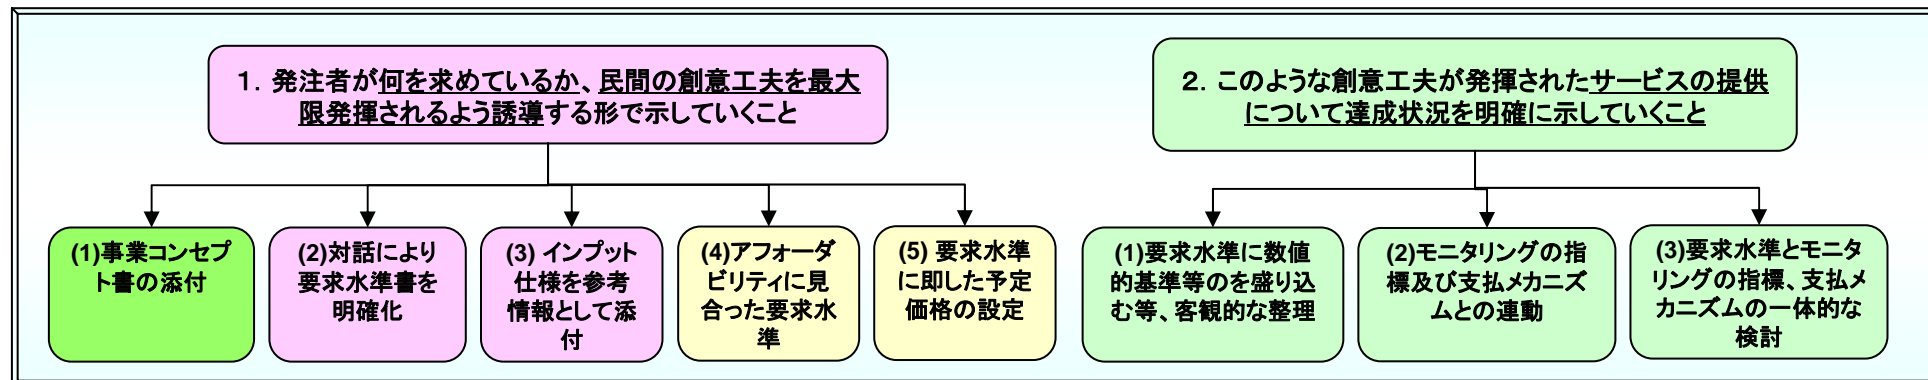 1．発注者が何を求めているか、民間の創意工夫を最大
限発揮されるよう誘導する形で示していくこと
2．このような創意工夫が発揮されたサービスの提供
について達成状況を明確に示していくこと
(1)事業コンセプ
ト書の添付
(2)対話により
要求水準書を
明確化
(3) インプット
仕様を参考
情報として添
付
(4)アフォーダ
ビリティに見
合った要求水
準
(5) 要求水準
に即した予定
価格の設定
(1)要求水準に数値
的基準等のを盛り込
む等、客観的な整理
(2)モニタリングの指
標及び支払メカニズ
ムとの連動
(3)要求水準とモニタ
リングの指標、支払メ
カニズムの一体的な
検討